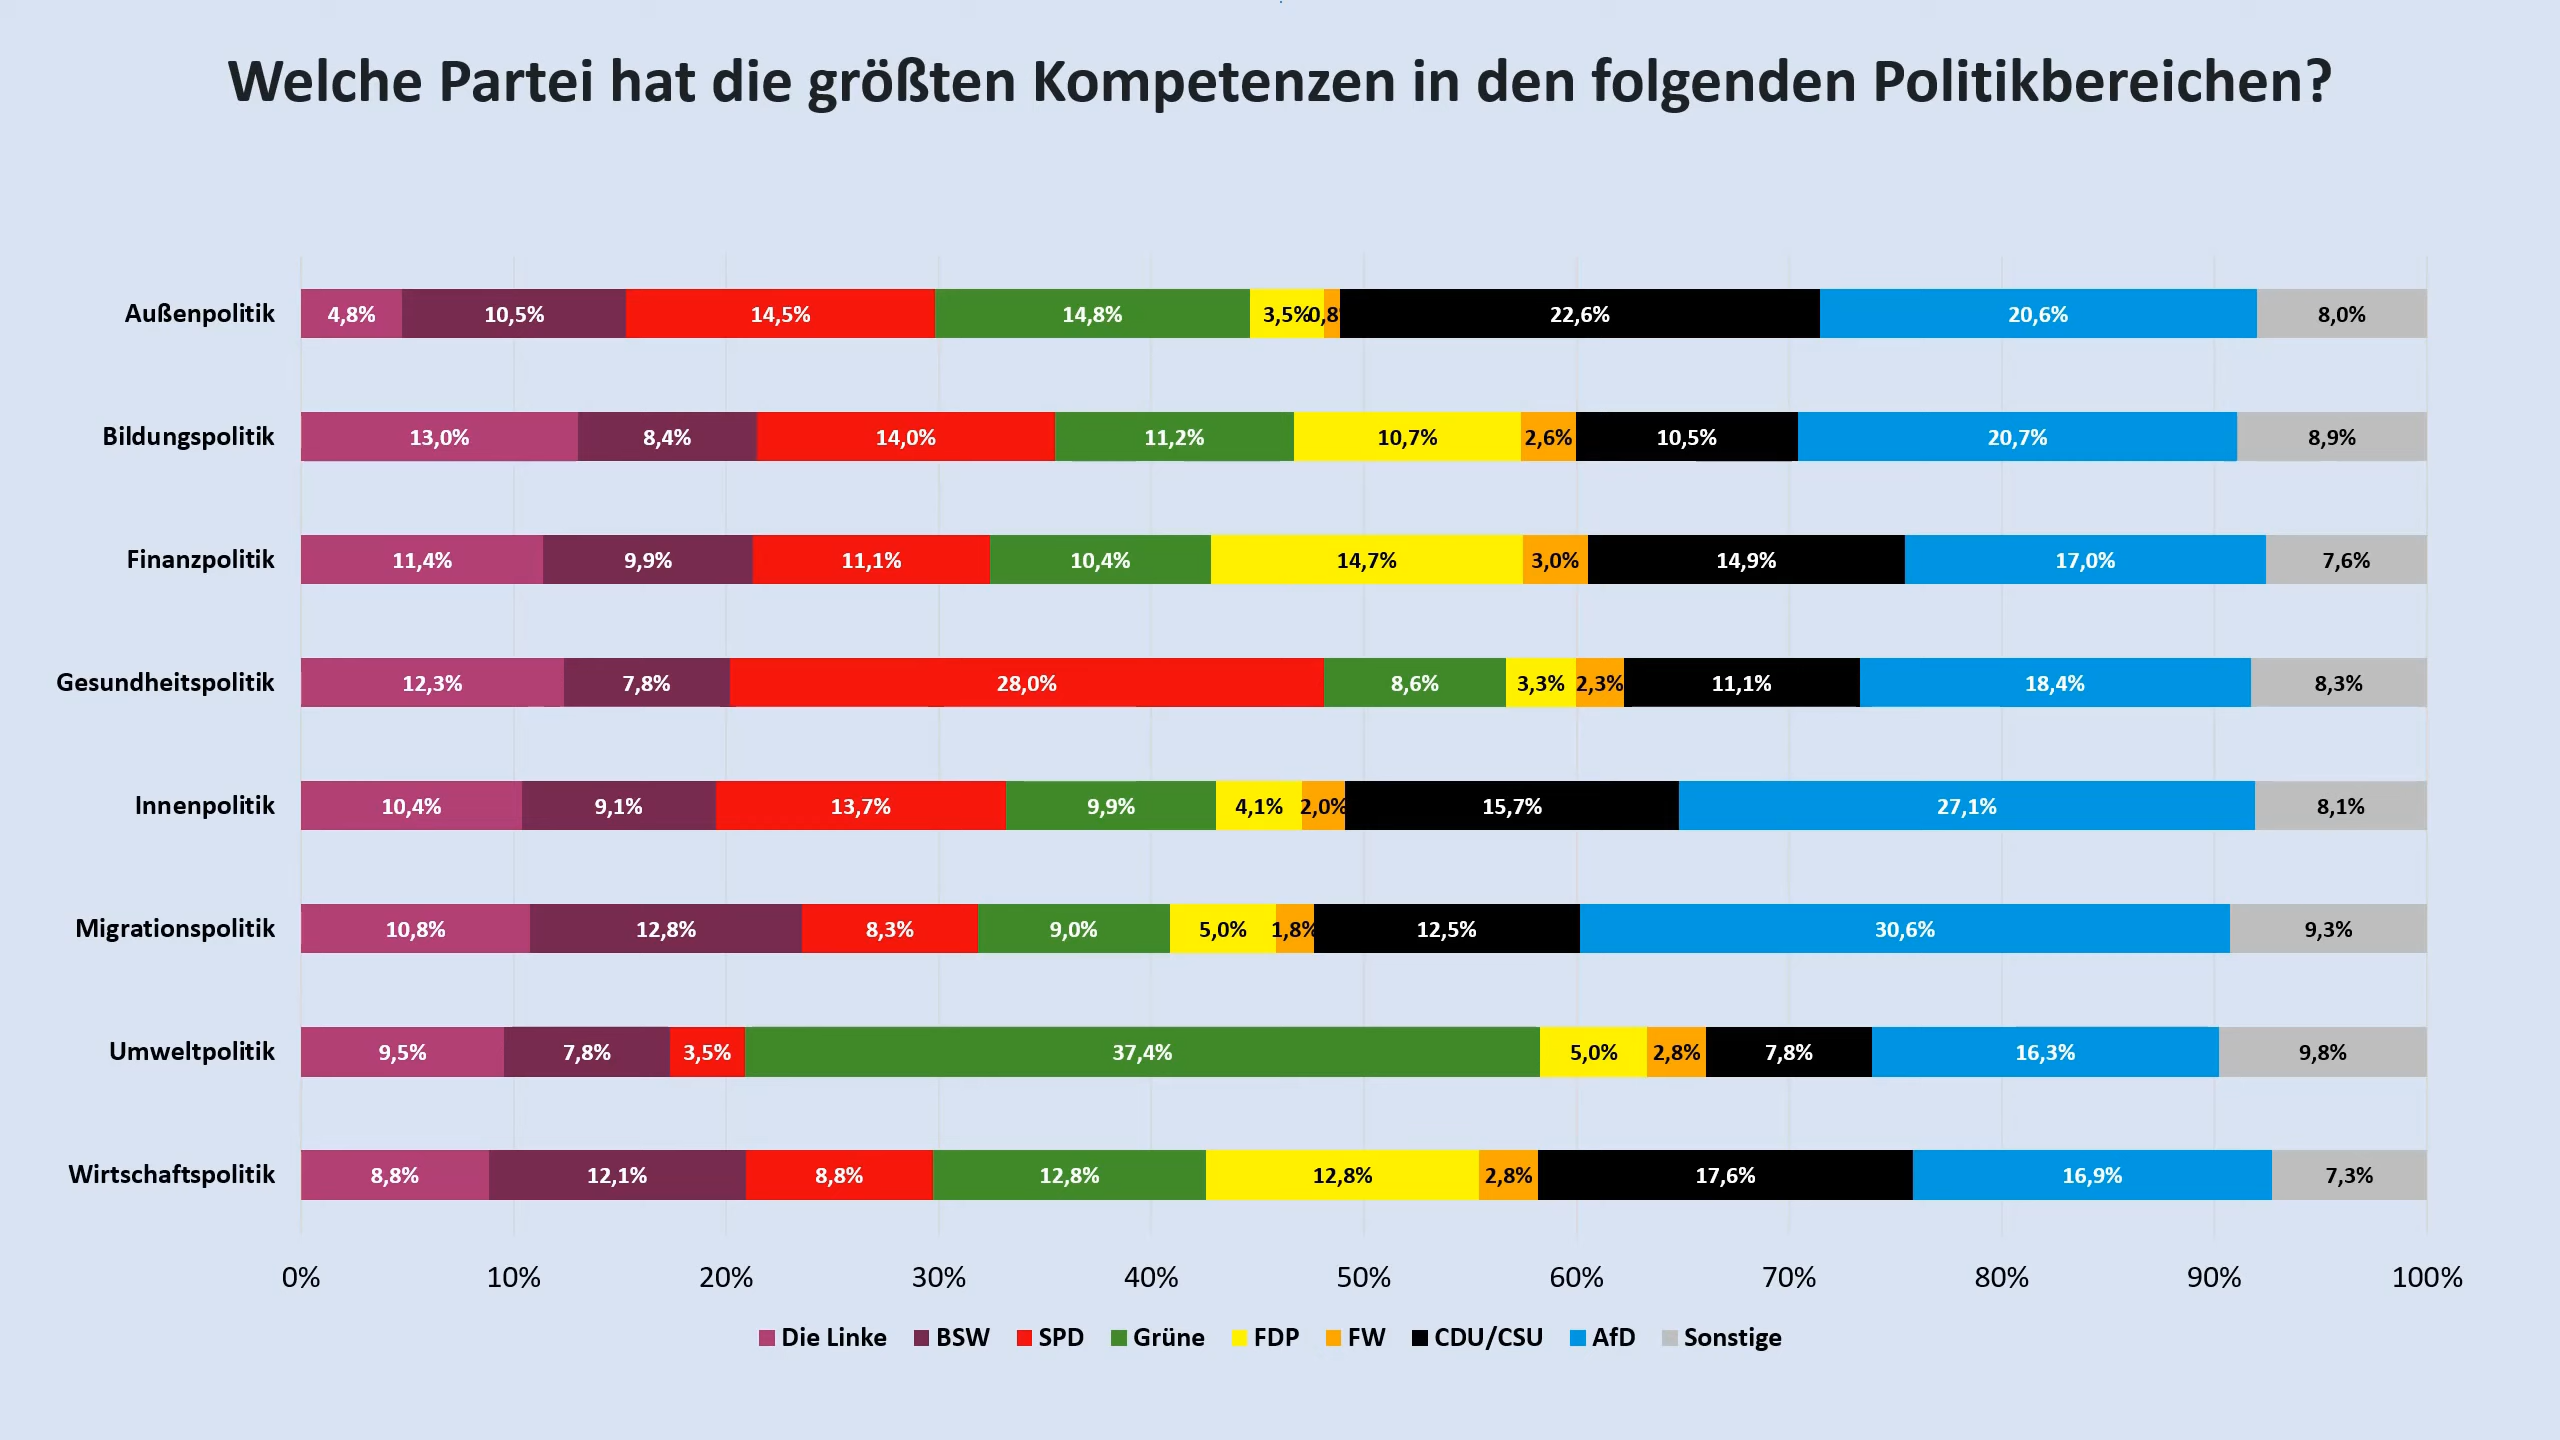 Welche Partei hat die größten Kompetenzen in den folgenden Politikbereichen?
Außenpolitik 4,8% 10,5% 14,5% 14,8% 3,5% 0,8 22,6% 20,6% 8,0%
Bildungspolitik 13,0% 8,4% 14,0% 11,2% 10,7% 2,6% 10,5% 20,7% 8,9%
Finanzpolitik 11,4% 9,9% 11,1% 10,4% 14,7% 3,0% 14,9% 17,0% 7,6%
Gesundheitspolitik 12,3% 7,8% 28,0% 8,6% 3,3% 2,3% 11,1% 18,4% 8,3%
Innenpolitik 10,4% 9,1% 13,7% 9,9% 4,1% 2,0% 15,7% 27,1% 8,1%
Migrationspolitik 10,8% 12,8% 8,3% 9,0% 5,0% 1,8% 12,5% 30,6% 9,3%
Umweltpolitik 9,5% 7,8% 3,5% 37,4% 5,0% 2,8% 7,8% 16,3% 9,8%
Wirtschaftspolitik 8,8% 12,1% 8,8% 12,8% 12,8% 2,8% 17,6% 16,9% 7,3%
0% 10% 20% 30% 40% 50% 60% 70% 80% 90% 100%
Die Linke BSW SPD Grüne FDP FW CDU/CSU AfD Sonstige